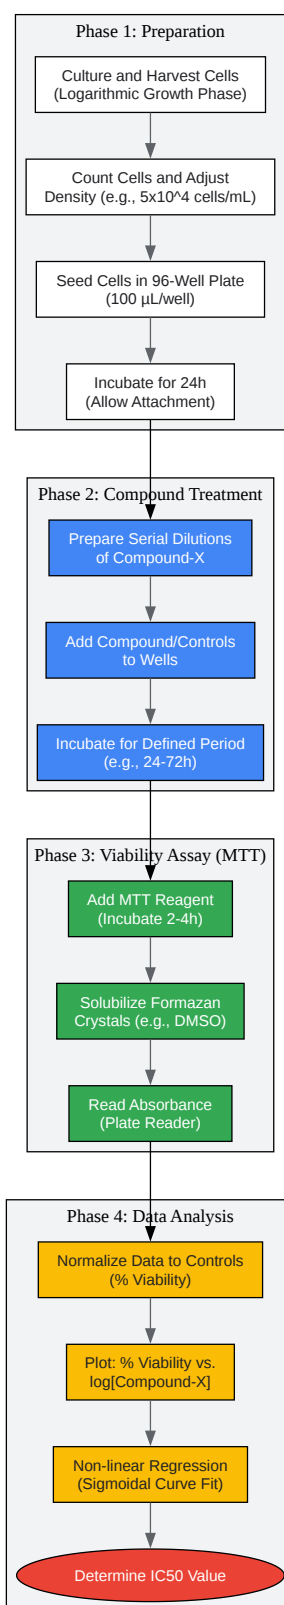 Phase 1: Preparation
Culture and Harvest Cells
(Logarithmic Growth Phase)
Count Cells and Adjust
Density (e.g., 5x10^4 cells/mL)
Seed Cells in 96-Well Plate
(100 µL/well)
Incubate for 24h
(Allow Attachment)
Phase 2: Compound Treatment
Prepare Serial Dilutions
of Compound-X
Add Compound/Controls
to Wells
Incubate for Defined Period
(e.g., 24-72h)
Phase 3: Viability Assay (MTT)
Add MTT Reagent
(Incubate 2-4h)
Solubilize Formazan
Crystals (e.g., DMSO)
Read Absorbance
(Plate Reader)
Phase 4: Data Analysis
Normalize Data to Controls
(% Viability)
Plot: % Viability vs.
log[Compound-X]
Non-linear Regression
(Sigmoidal Curve Fit)
Determine IC50 Value